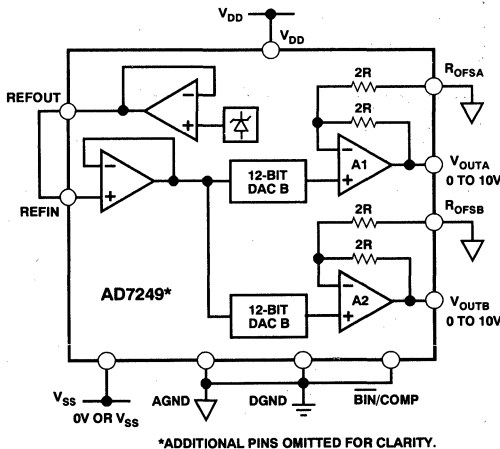 VDD
VDD
REFOUT
REFIN
2R
2R
ROFSA
A1
VOUTA
0 TO 10V
12-BIT
DAC B
2R
2R
ROFSB
A2
VOUTB
0 TO 10V
12-BIT
DAC B
AD7249*
VSS
0V OR VSS
AGND
DGND
BIN/COMP
*ADDITIONAL PINS OMITTED FOR CLARITY.